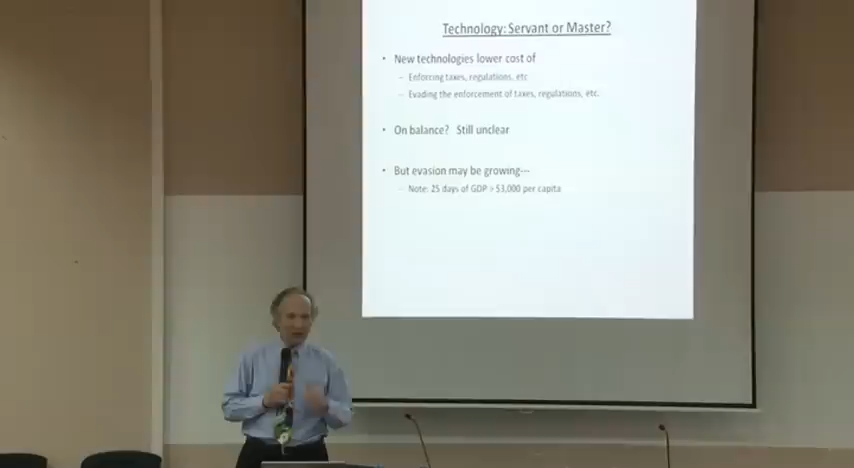 Technology: Servant or Master?
• New technologies lower cost of
– Enforcing taxes, regulations, etc
– Evading the enforcement of taxes, regulations, etc.
• On balance? Still unclear
• But evasion may be growing---
– Note: 25 days of GDP > $3,000 per capita